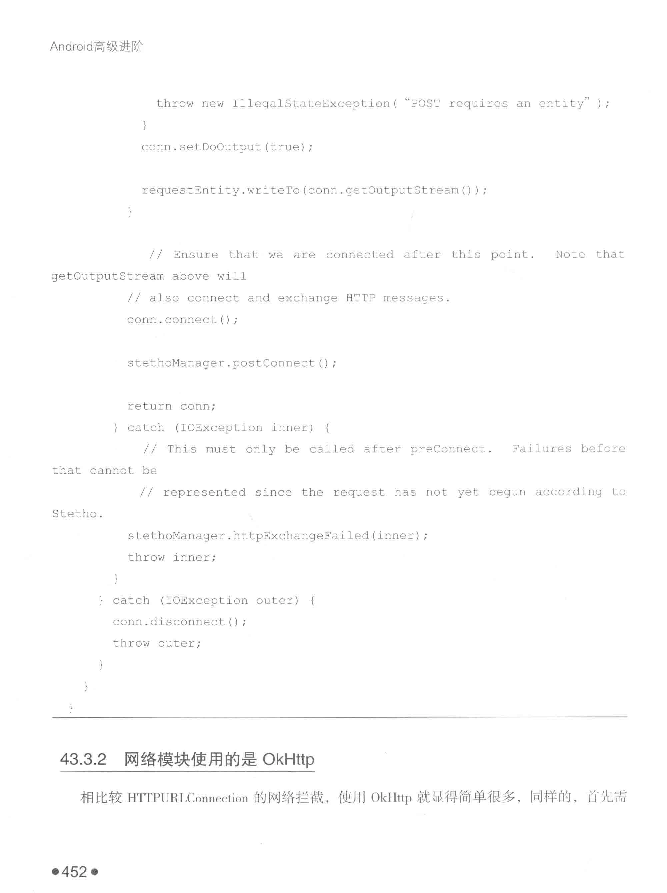 Android高级进阶
throw new IllegalStateException( "POST requires an entity" );
}
conn.setDoOutput(true);
requestEntity.writeTo(conn.getOutputStream());
}
// Ensure that we are connected after this point. Note that
getOutputStream above will
// also connect and exchange HTTP messages.
conn.connect();
stethoManager.postConnect();
return conn;
} catch (IOException inner) {
// This must only be called after preConnect. Failures before
that cannot be
// represented since the request has not yet begun according to
Stetho.
stethoManager.httpExchangeFailed(inner);
throw inner;
}
} catch (IOException outer) {
conn.disconnect();
throw outer;
}
}
}
43.3.2 网络模块使用的是 OkHttp
相比较 HTTPURLConnection 的网络拦截，使用 OkHttp 就显得简单很多，同样的，首先需
●452●